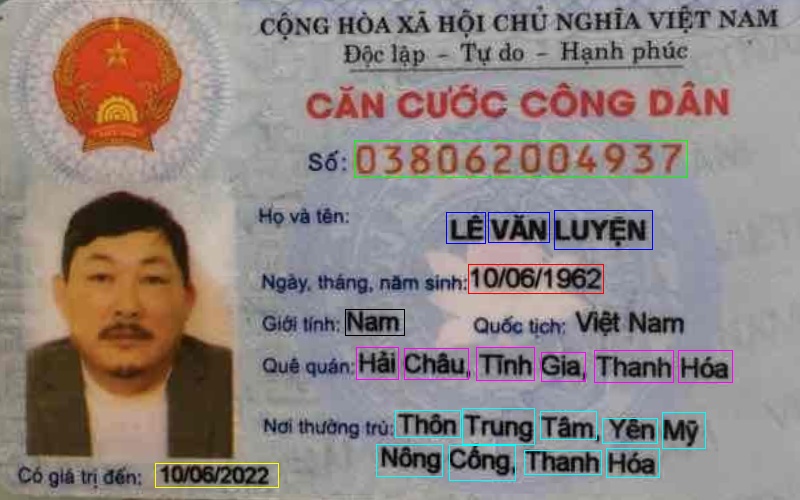 CỘNG HÒA XÃ HỘI CHỦ NGHĨA VIỆT NAM
Độc lập - Tự do - Hạnh phúc
CĂN CƯỚC CÔNG DÂN
Số: 038062004937
Họ và tên: LÊ VĂN LUYỆN
Ngày, tháng, năm sinh: 10/06/1962
Giới tính: Nam Quốc tịch: Việt Nam
Quê quán: Hải Châu, Tĩnh Gia, Thanh Hóa
Nơi thường trú: Thôn Trung Tâm, Yên Mỹ
Nông Cống, Thanh Hóa
Có giá trị đến: 10/06/2022